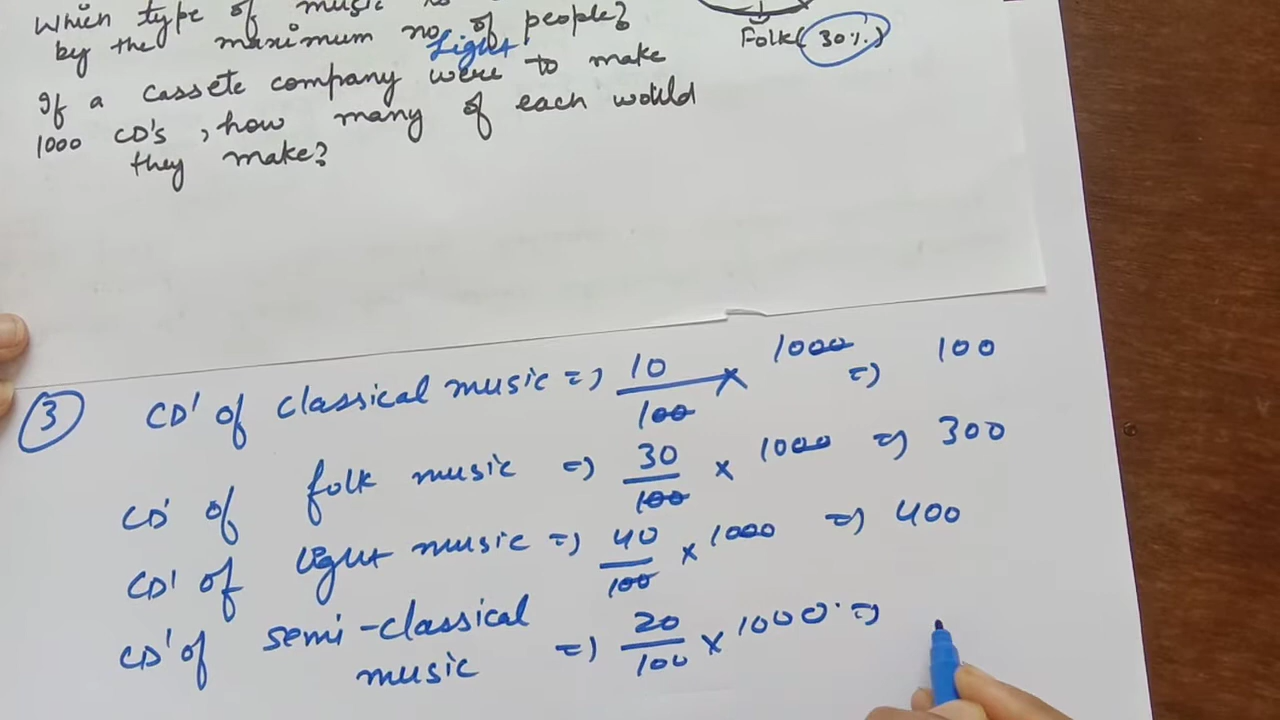 Which type of music
by the maximum no. of people?
Light
If a cassete company were to make
1000 CD's, how many of each would
they make?
Folk (30%)
3 CD' of classical music => 10/100 × 1000 => 100
CD' of folk music => 30/100 × 1000 => 300
CD' of light music => 40/100 × 1000 => 400
CD' of semi-classical music => 20/100 × 1000 =>